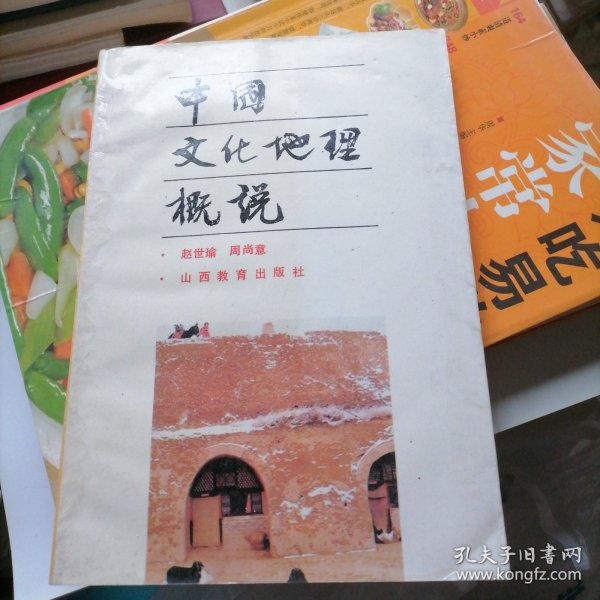 中国
文化地理
概说
· 赵世瑜 周尚意
· 山西教育出版社
164
家常
吃易
孔夫子旧书网
www.kongfz.com